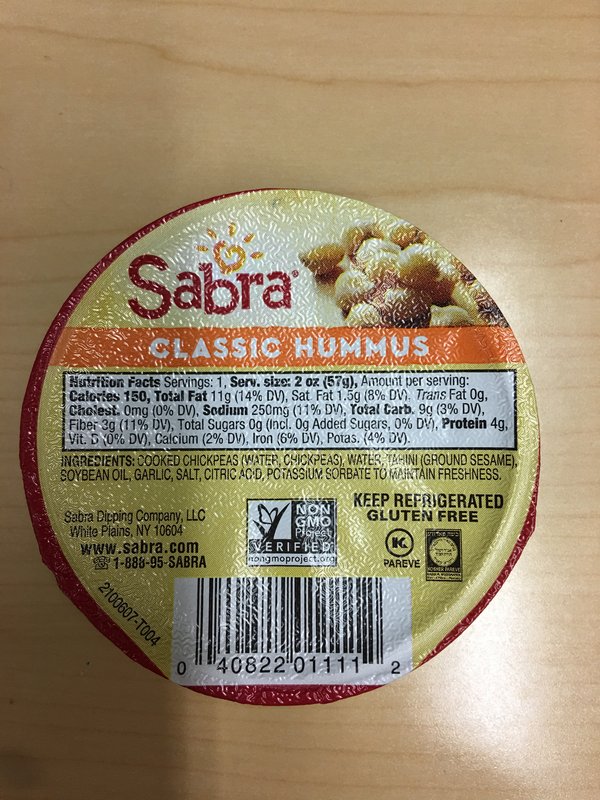 Sabra®
CLASSIC HUMMUS
Nutrition Facts Servings: 1, Serv. size: 2 oz (57g), Amount per serving:
Calories 150, Total Fat 11g (14% DV), Sat. Fat 1.5g (8% DV), Trans Fat 0g,
Cholest. 0mg (0% DV), Sodium 250mg (11% DV), Total Carb. 9g (3% DV),
Fiber 3g (11% DV), Total Sugars 0g (Incl. 0g Added Sugars, 0% DV), Protein 4g,
Vit. D (0% DV), Calcium (2% DV), Iron (6% DV), Potas. (4% DV).
INGREDIENTS: COOKED CHICKPEAS (WATER, CHICKPEAS), WATER, TAHINI (GROUND SESAME),
SOYBEAN OIL, GARLIC, SALT, CITRIC ACID, POTASSIUM SORBATE TO MAINTAIN FRESHNESS.
KEEP REFRIGERATED
GLUTEN FREE
Sabra Dipping Company, LLC
White Plains, NY 10604
www.sabra.com
☎ 1-888-95-SABRA
NON
GMO
Project
VERIFIED
nongmoproject.org
K
PAREVE
KOSHER PAREVE
2100607-T004
0 40822 01111 2